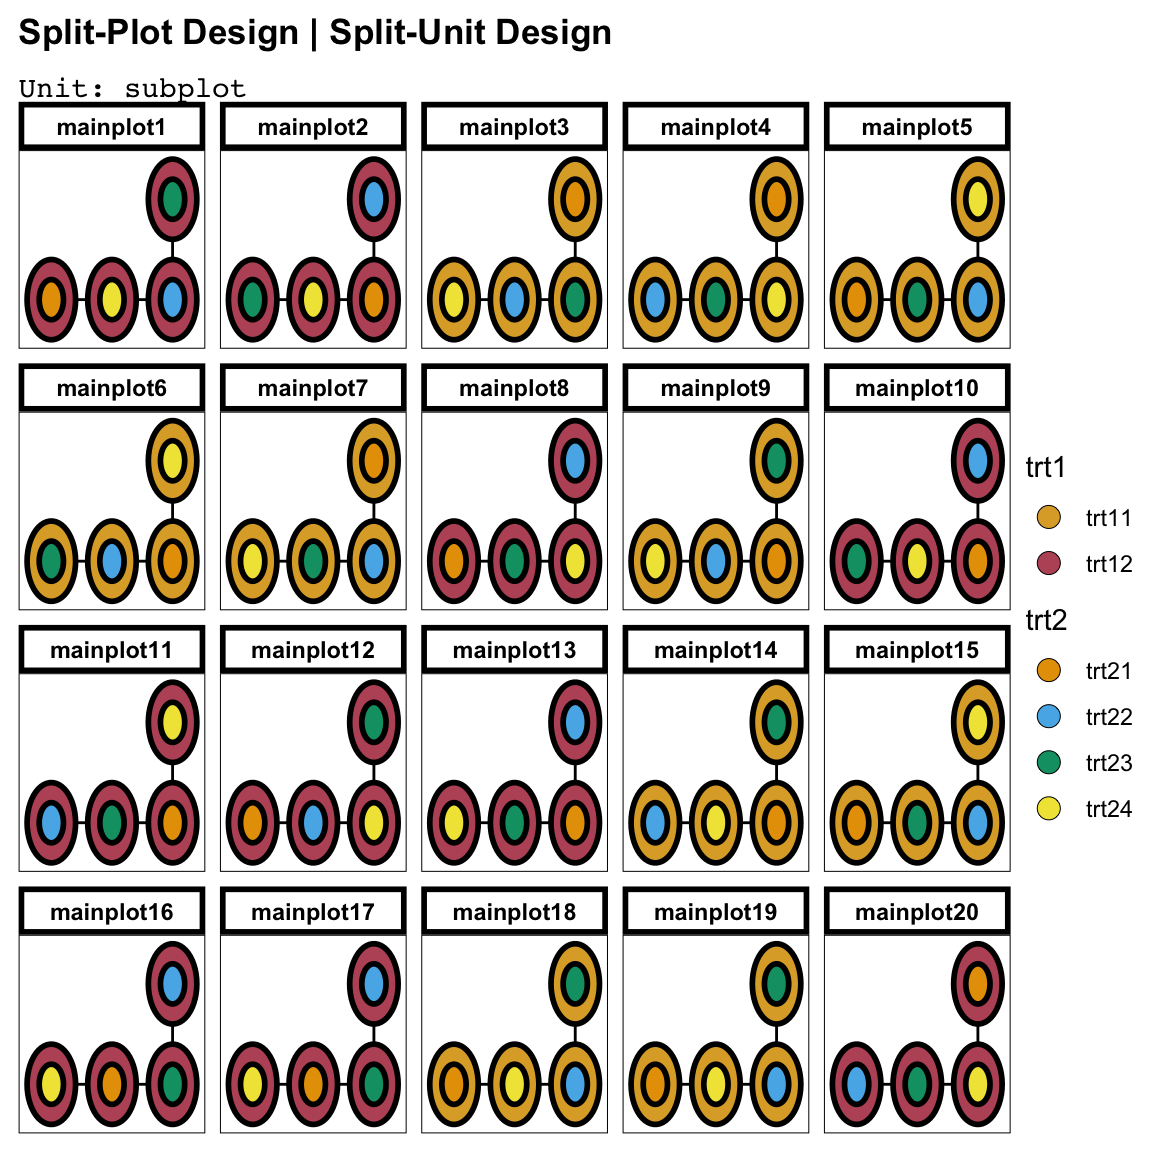 Split-Plot Design | Split-Unit Design
Unit: subplot
mainplot1
mainplot2
mainplot3
mainplot4
mainplot5
mainplot6
mainplot7
mainplot8
mainplot9
mainplot10
mainplot11
mainplot12
mainplot13
mainplot14
mainplot15
mainplot16
mainplot17
mainplot18
mainplot19
mainplot20
trt1
trt11
trt12
trt2
trt21
trt22
trt23
trt24